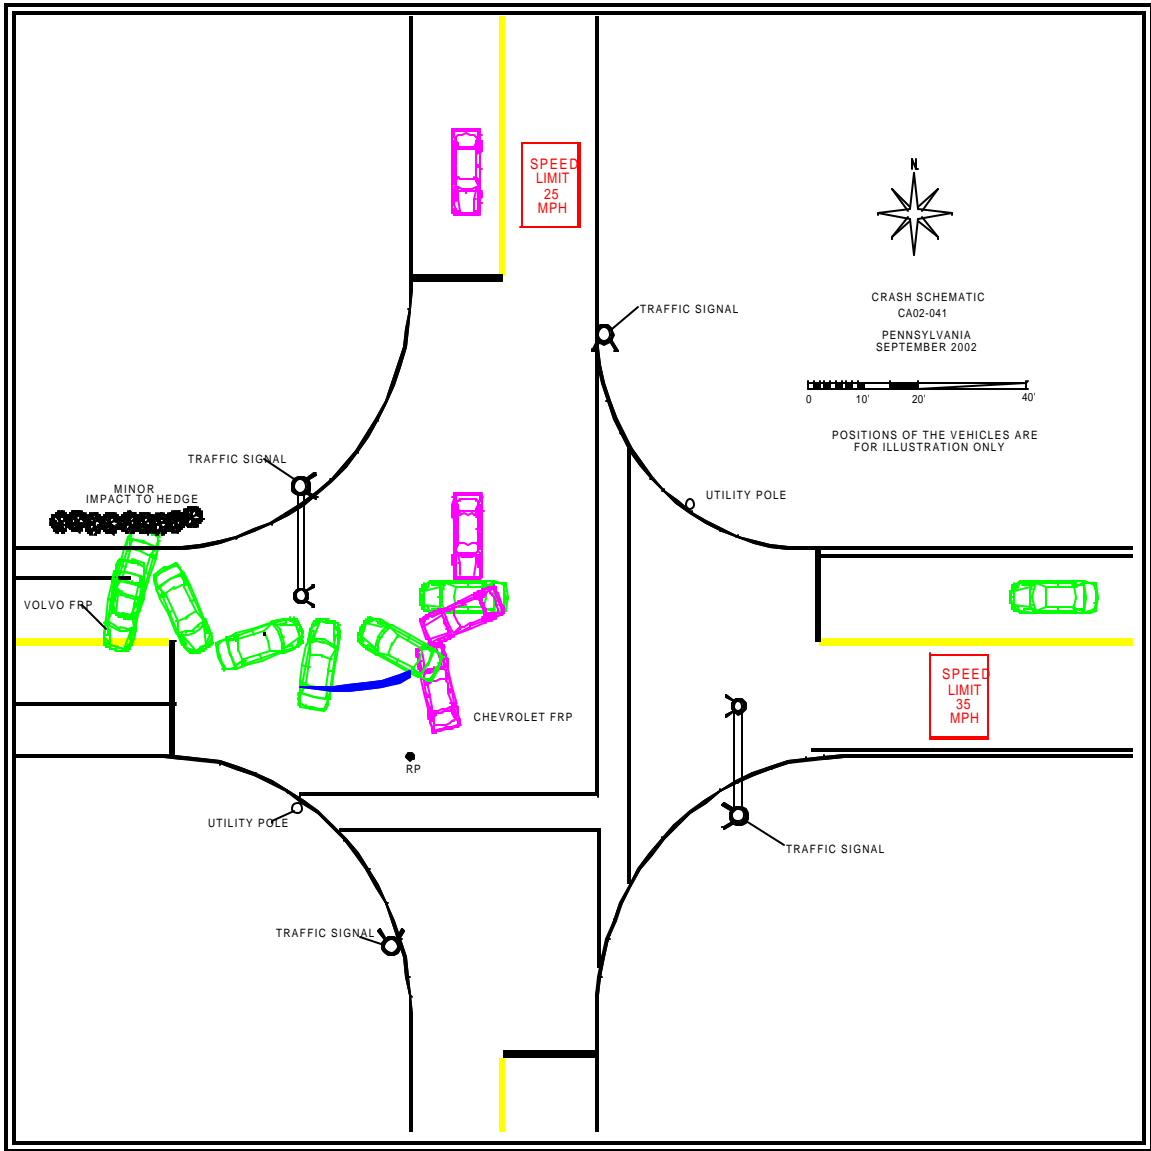 SPEED
LIMIT
25
MPH
N
CRASH SCHEMATIC
CA02-041
PENNSYLVANIA
SEPTEMBER 2002
0 10' 20' 40'
POSITIONS OF THE VEHICLES ARE
FOR ILLUSTRATION ONLY
TRAFFIC SIGNAL
TRAFFIC SIGNAL
MINOR
IMPACT TO HEDGE
UTILITY POLE
VOLVO FRP
SPEED
LIMIT
35
MPH
CHEVROLET FRP
RP
UTILITY POLE
TRAFFIC SIGNAL
TRAFFIC SIGNAL